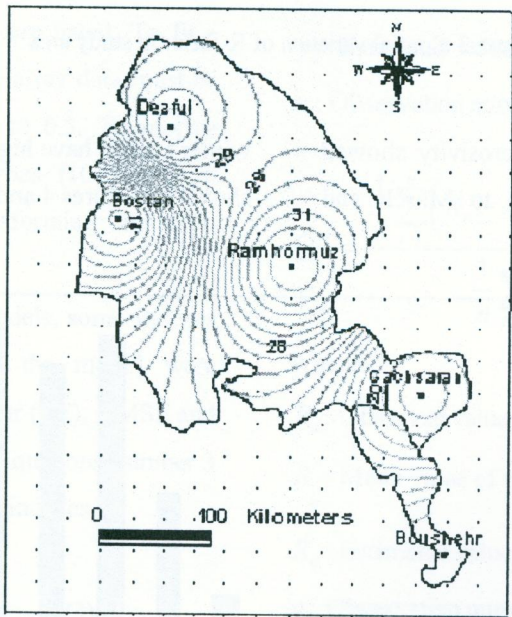 N
W E
S
Dezful
29
Bostan
31
Ramhormuz
28
Gachsaran
Boushehr
0 100 Kilometers